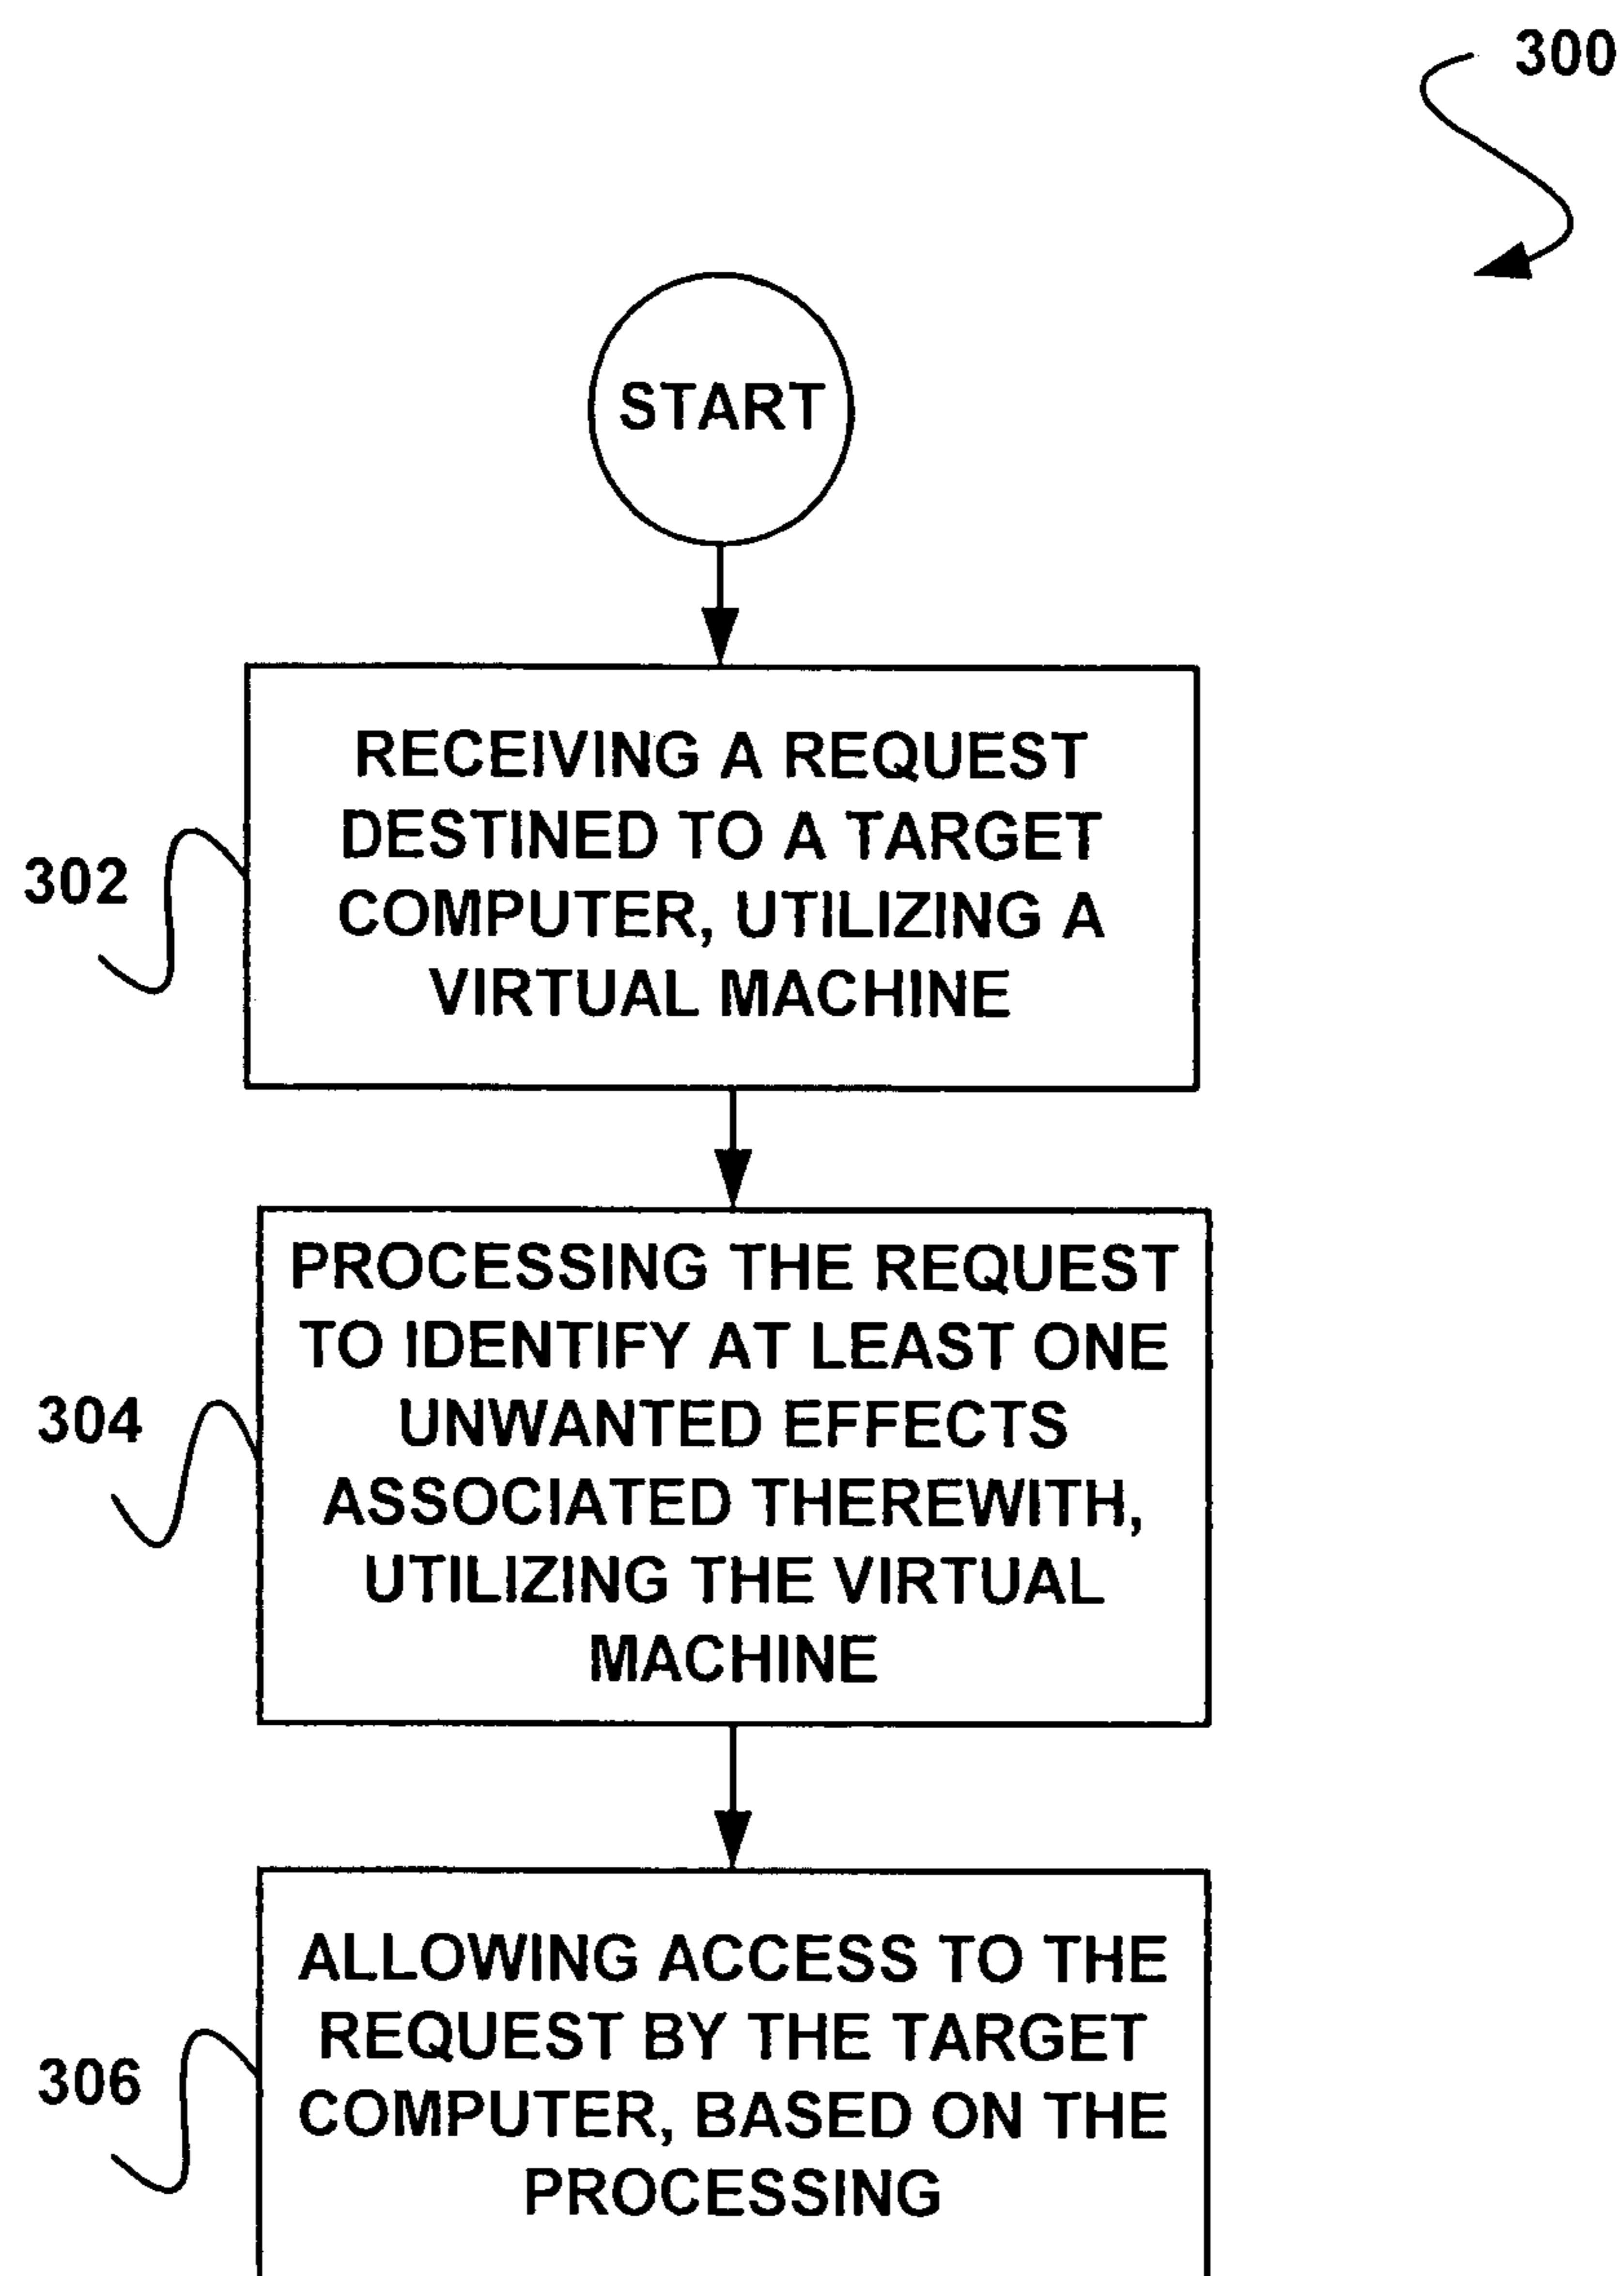 300
START
RECEIVING A REQUEST
DESTINED TO A TARGET
COMPUTER, UTILIZING A
VIRTUAL MACHINE
302
PROCESSING THE REQUEST
TO IDENTIFY AT LEAST ONE
UNWANTED EFFECTS
ASSOCIATED THEREWITH,
UTILIZING THE VIRTUAL
MACHINE
304
ALLOWING ACCESS TO THE
REQUEST BY THE TARGET
COMPUTER, BASED ON THE
PROCESSING
306